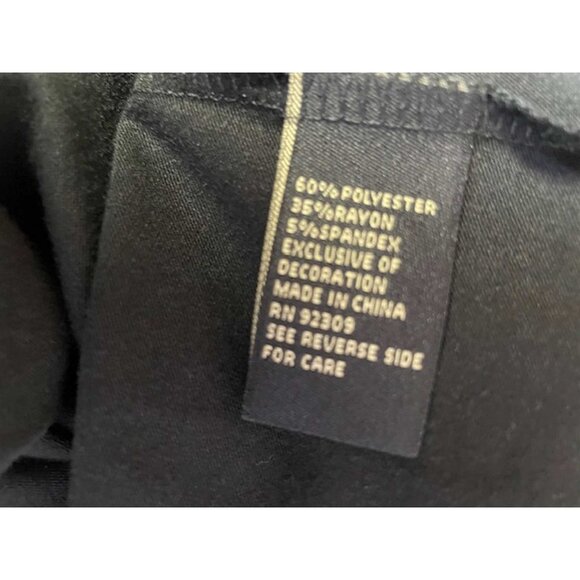 60% POLYESTER
35% RAYON
5% SPANDEX
EXCLUSIVE OF
DECORATION
MADE IN CHINA
RN 92309
SEE REVERSE SIDE
FOR CARE